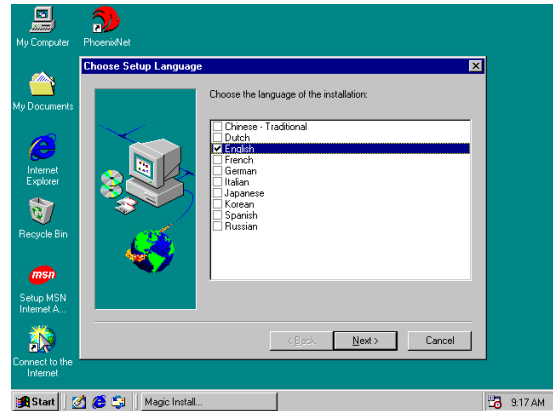 My Computer
PhoenixNet
My Documents
Internet
Explorer
Recycle Bin
msn
Setup MSN
Internet A...
Connect to the
Internet
Choose Setup Language
Choose the language of the installation:
Chinese - Traditional
Dutch
English
French
German
Italian
Japanese
Korean
Spanish
Russian
< Back
Next >
Cancel
Start
Magic Install...
9:17 AM